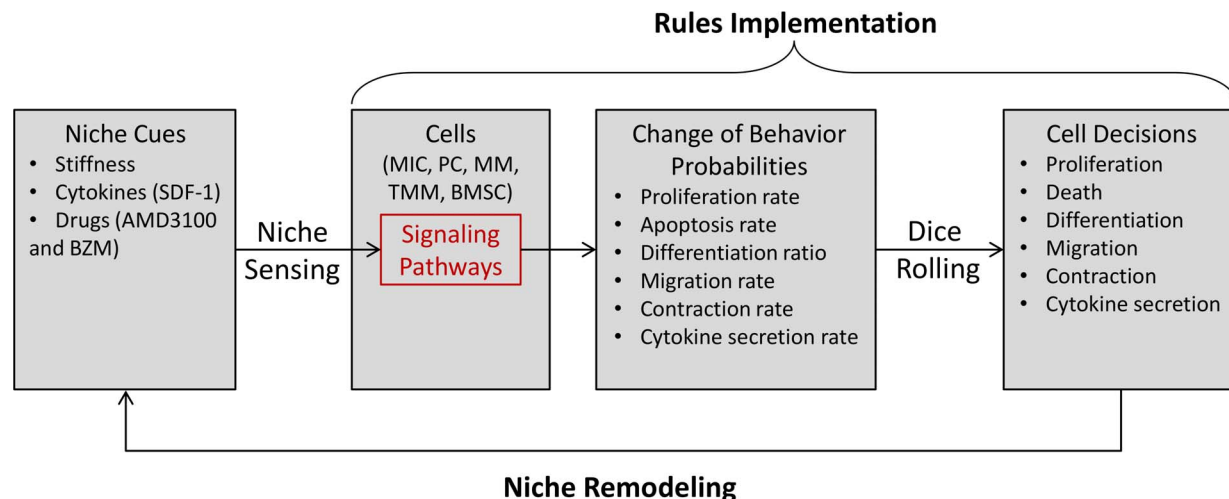 Rules Implementation
Niche Cues
• Stiffness
• Cytokines (SDF-1)
• Drugs (AMD3100
and BZM)
Niche
Sensing
Cells
(MIC, PC, MM,
TMM, BMSC)
Signaling
Pathways
Change of Behavior
Probabilities
• Proliferation rate
• Apoptosis rate
• Differentiation ratio
• Migration rate
• Contraction rate
• Cytokine secretion rate
Dice
Rolling
Cell Decisions
• Proliferation
• Death
• Differentiation
• Migration
• Contraction
• Cytokine secretion
Niche Remodeling